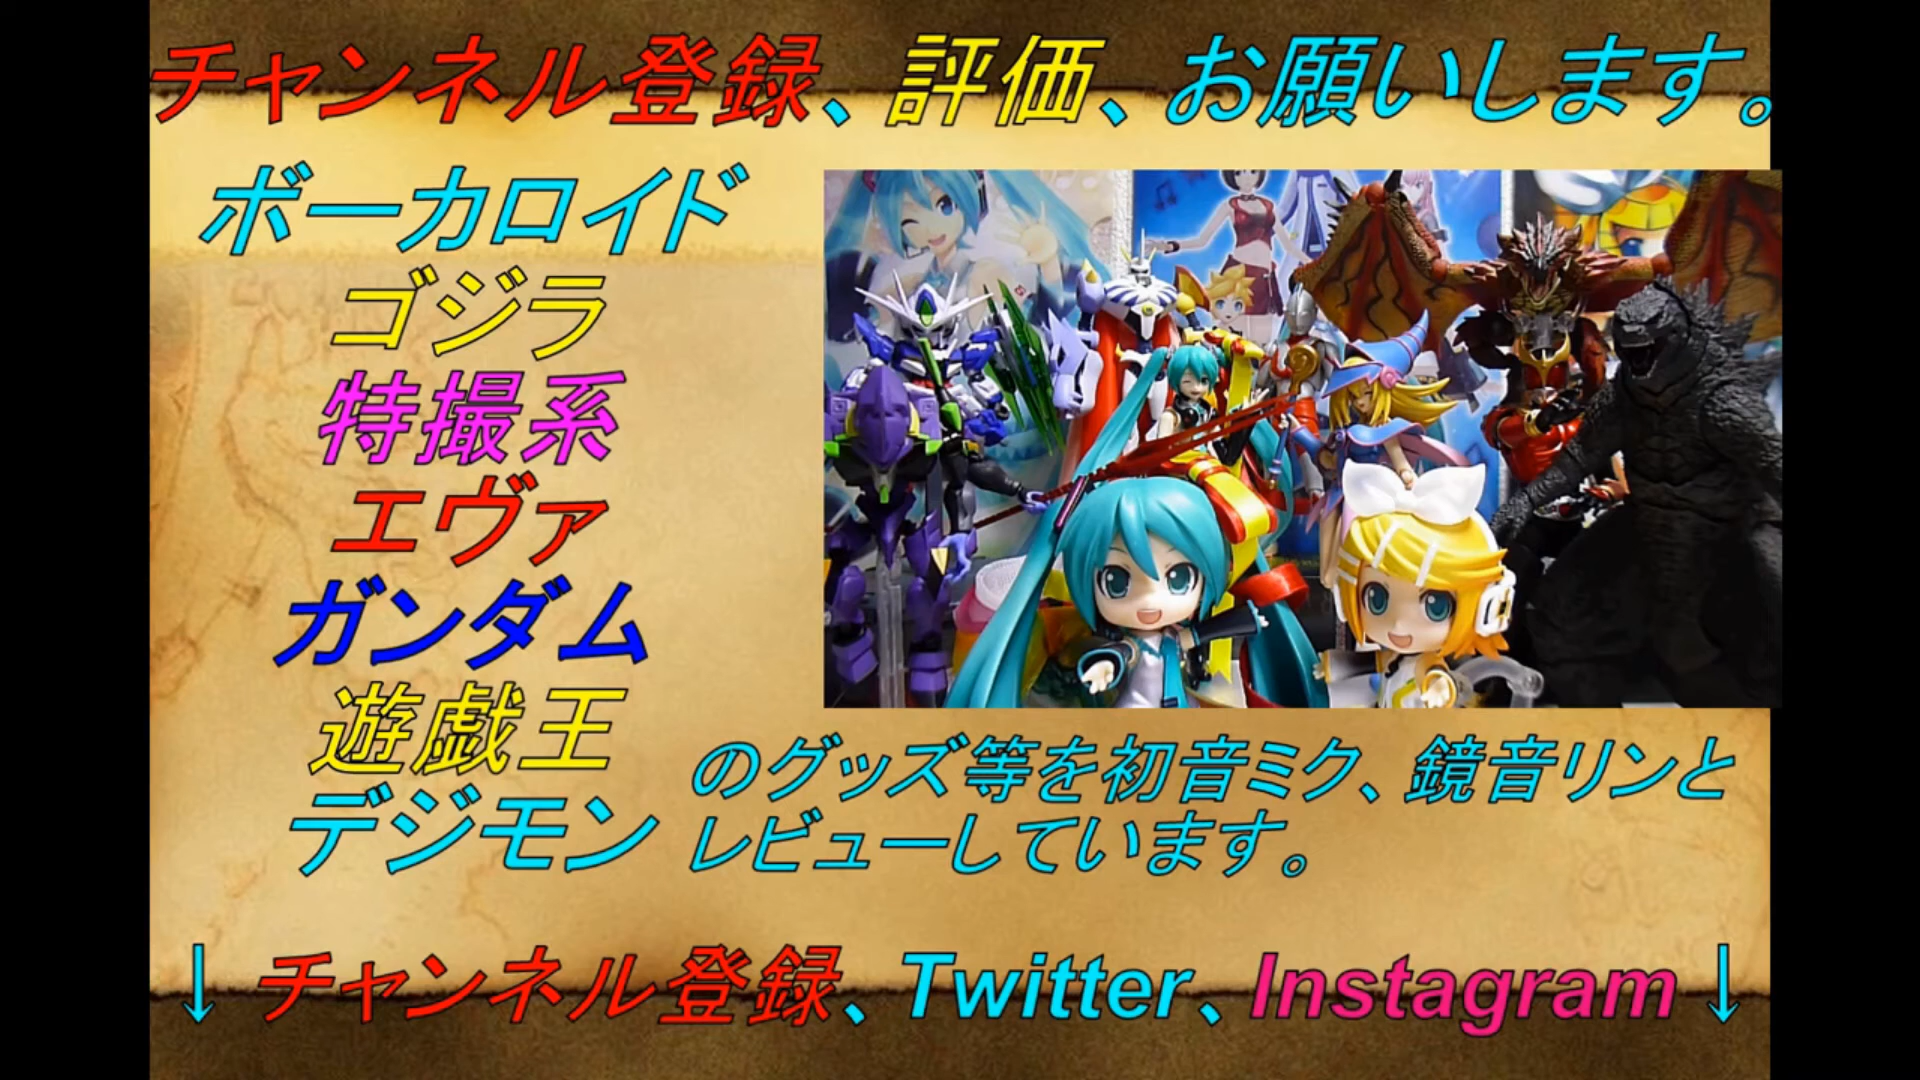 チャンネル登録、評価、お願いします。
ボーカロイド
ゴジラ
特撮系
エヴァ
ガンダム
遊戯王
デジモン
のグッズ等を初音ミク、鏡音リンと
レビューしています。
↓チャンネル登録、Twitter、Instagram↓